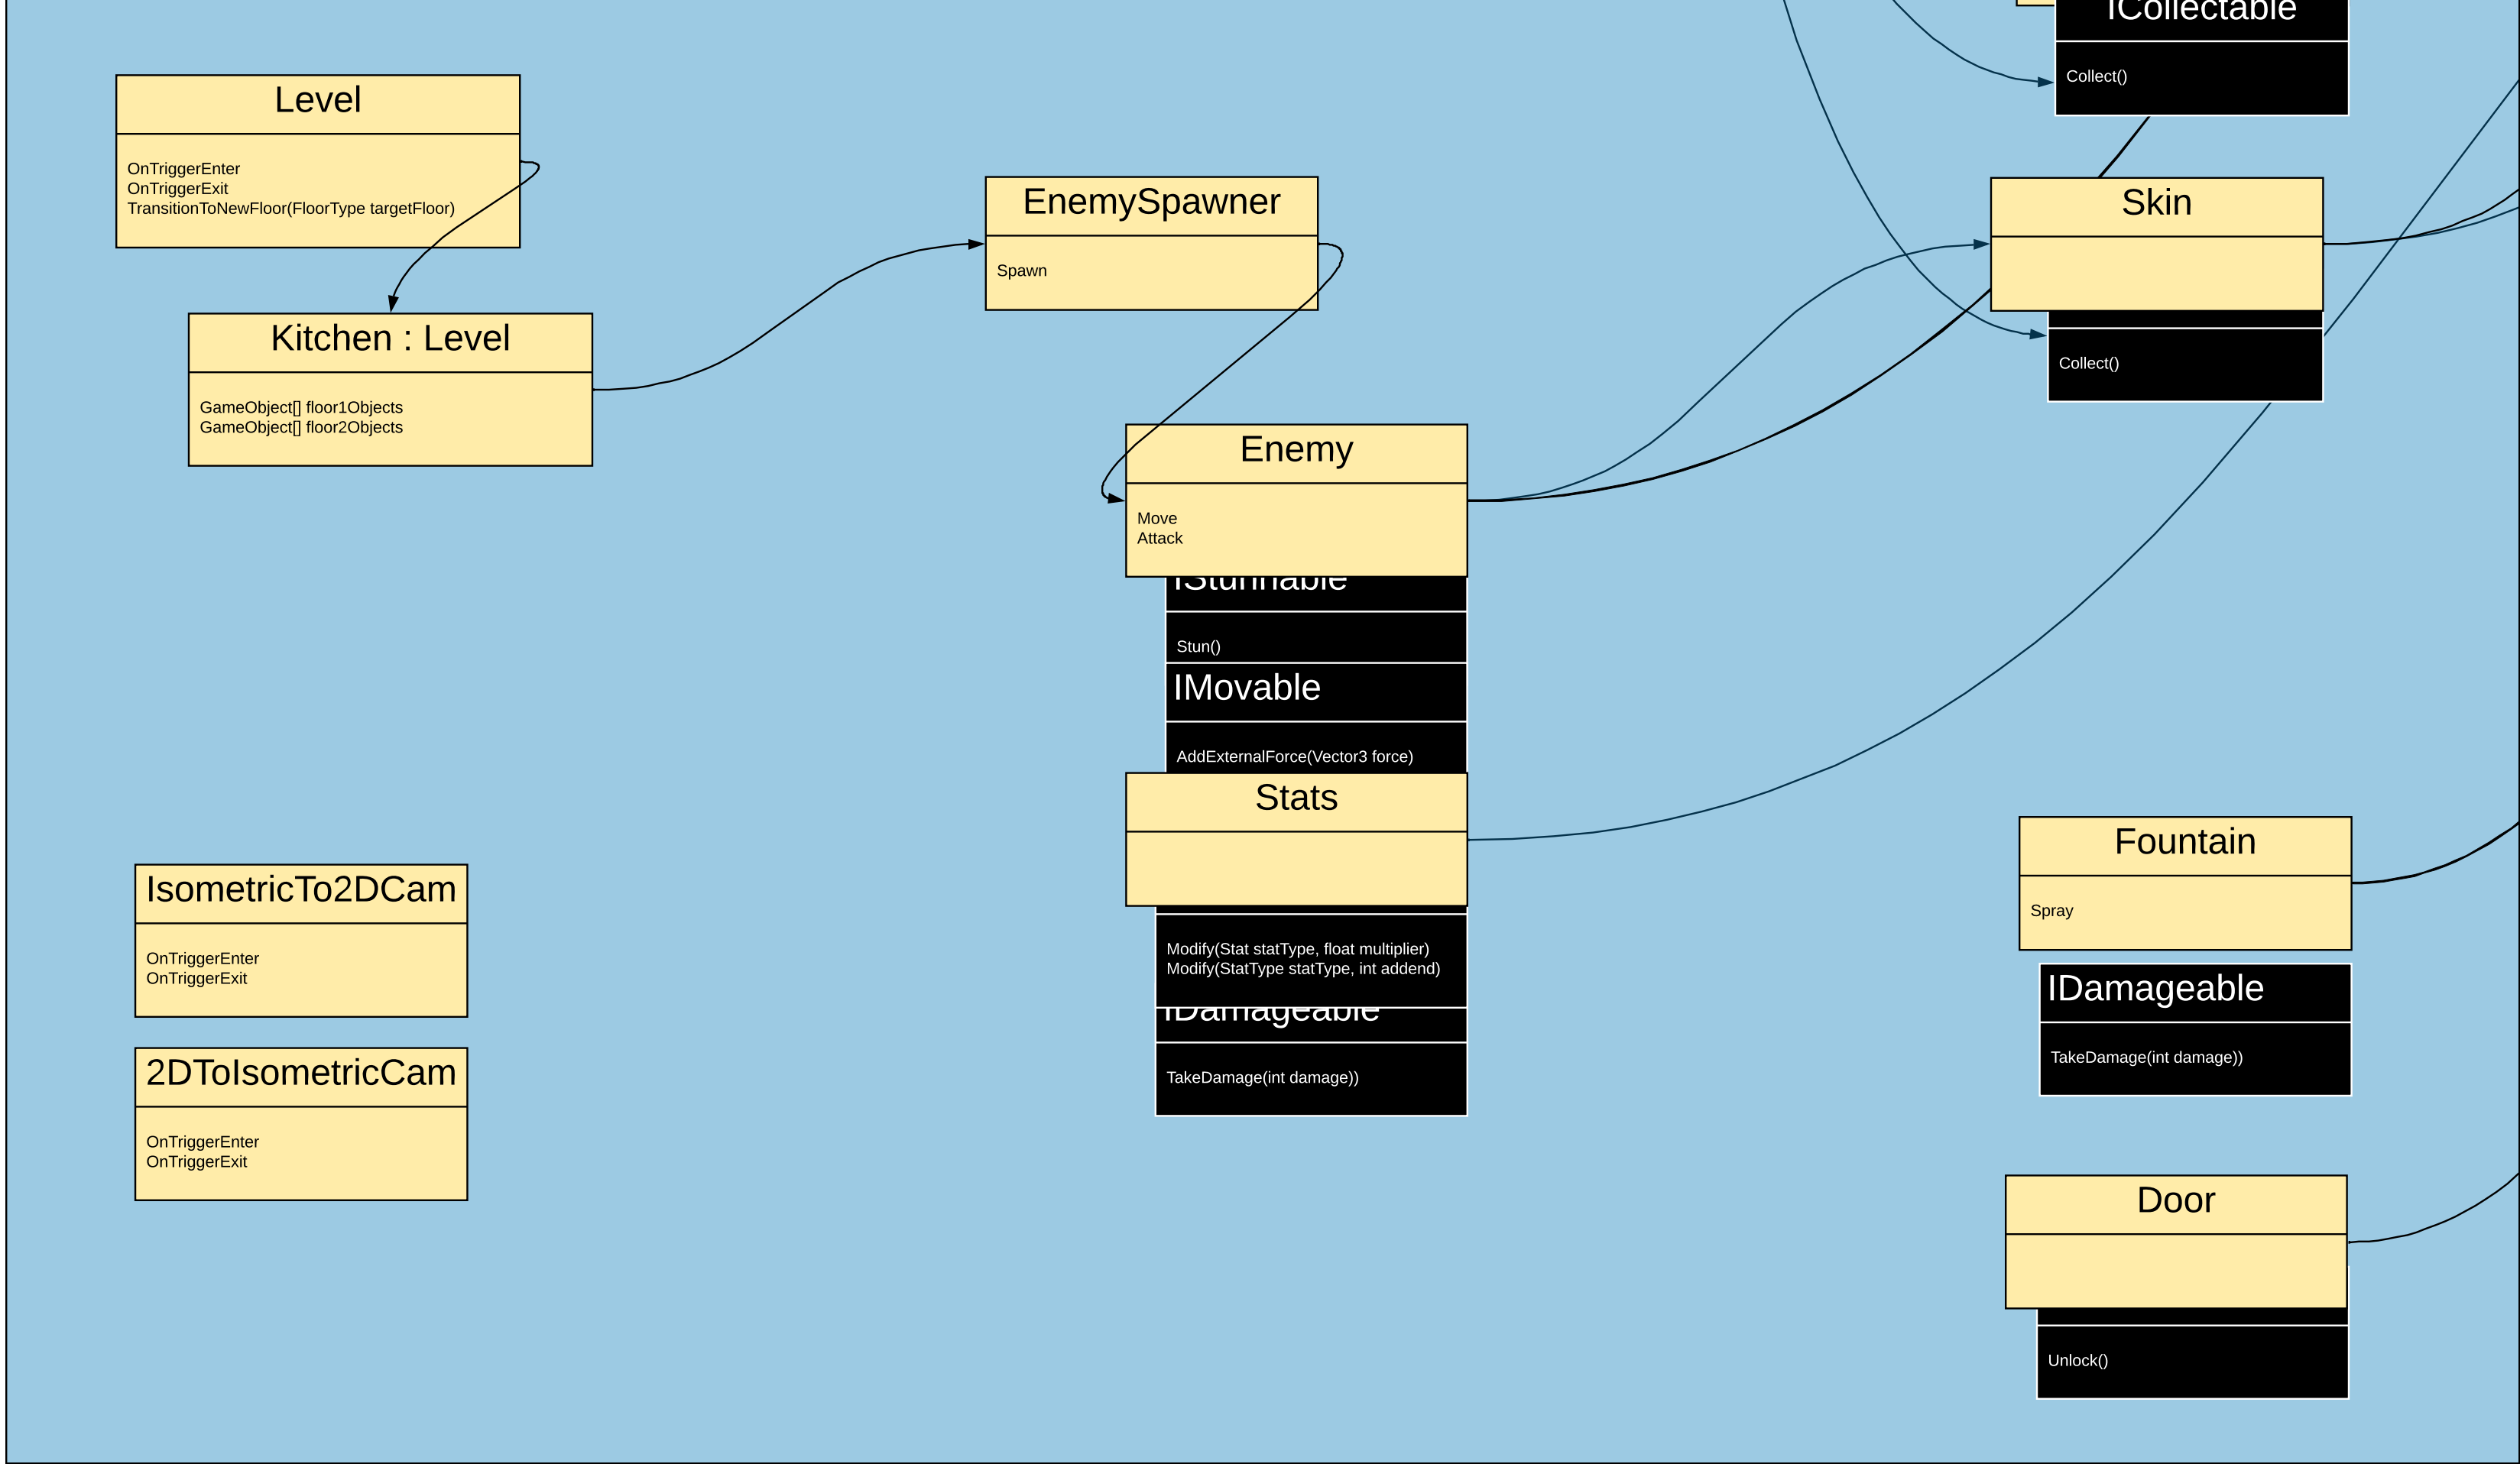 ICollectable
Collect()
Level
OnTriggerEnter
OnTriggerExit
TransitionToNewFloor(FloorType targetFloor)
EnemySpawner
Spawn
Skin
Collect()
Kitchen : Level
GameObject[] floor1Objects
GameObject[] floor2Objects
Enemy
Move
Attack
IStunnable
Stun()
IMovable
AddExternalForce(Vector3 force)
Stats
Modify(Stat statType, float multiplier)
Modify(StatType statType, int addend)
IDamageable
TakeDamage(int damage))
Fountain
Spray
IDamageable
TakeDamage(int damage))
IsometricTo2DCam
OnTriggerEnter
OnTriggerExit
2DToIsometricCam
OnTriggerEnter
OnTriggerExit
Door
Unlock()